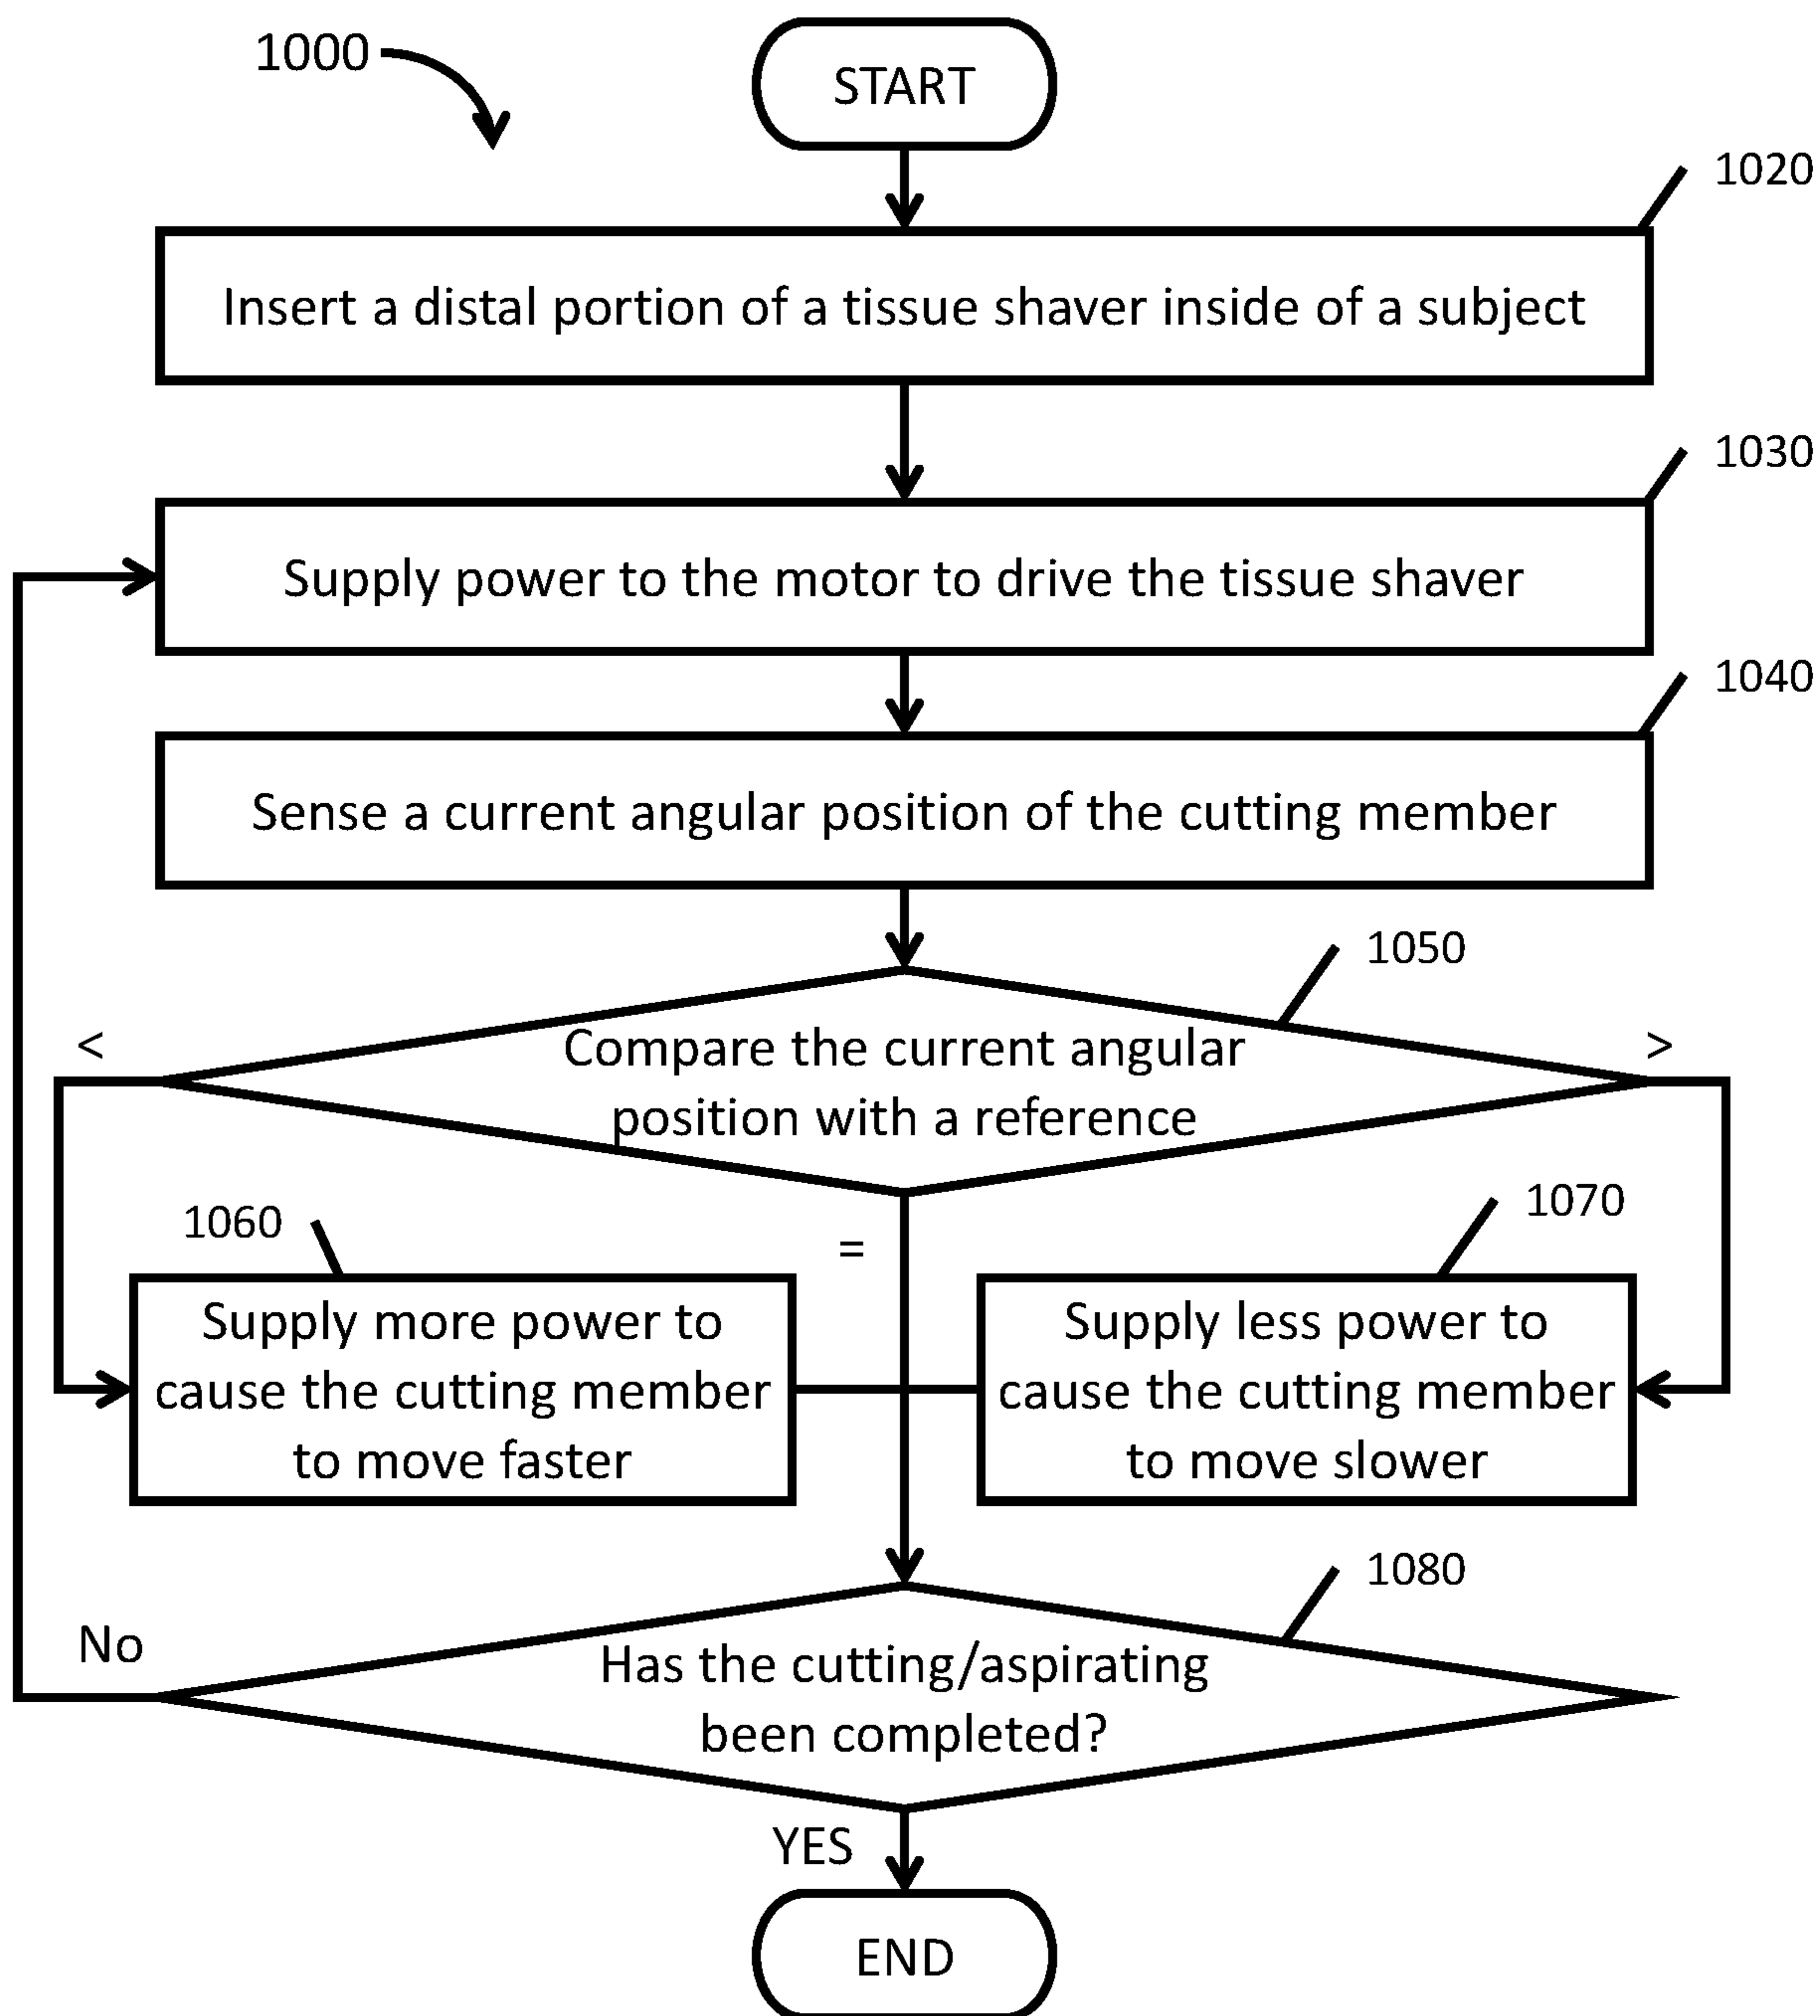 1000
START
1020
Insert a distal portion of a tissue shaver inside of a subject
1030
Supply power to the motor to drive the tissue shaver
1040
Sense a current angular position of the cutting member
1050
<
Compare the current angular
>
position with a reference
1060
=
1070
Supply more power to
cause the cutting member
to move faster
Supply less power to
cause the cutting member
to move slower
1080
No
Has the cutting/aspirating
been completed?
YES
END